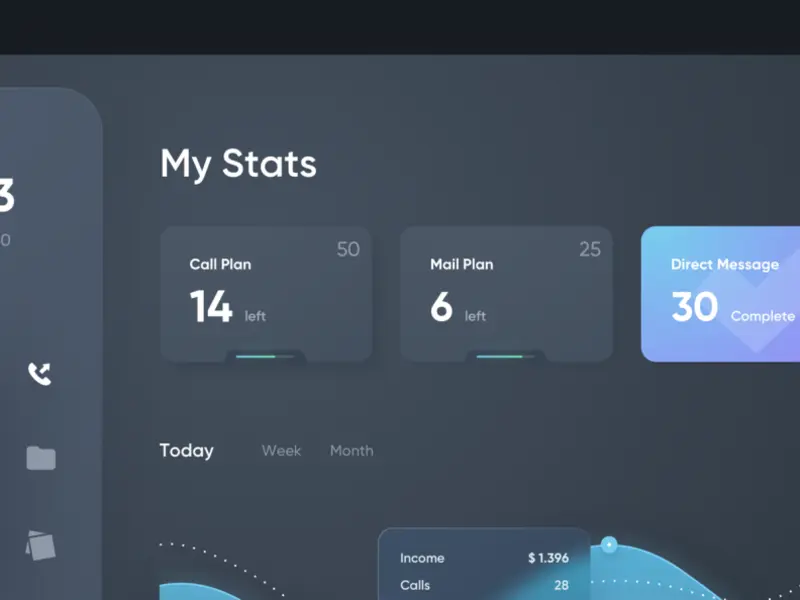 My Stats
3
0
50
Call Plan
14 left
25
Mail Plan
6 left
Direct Message
30 Complete
Today Week Month
Income $ 1.396
Calls 28